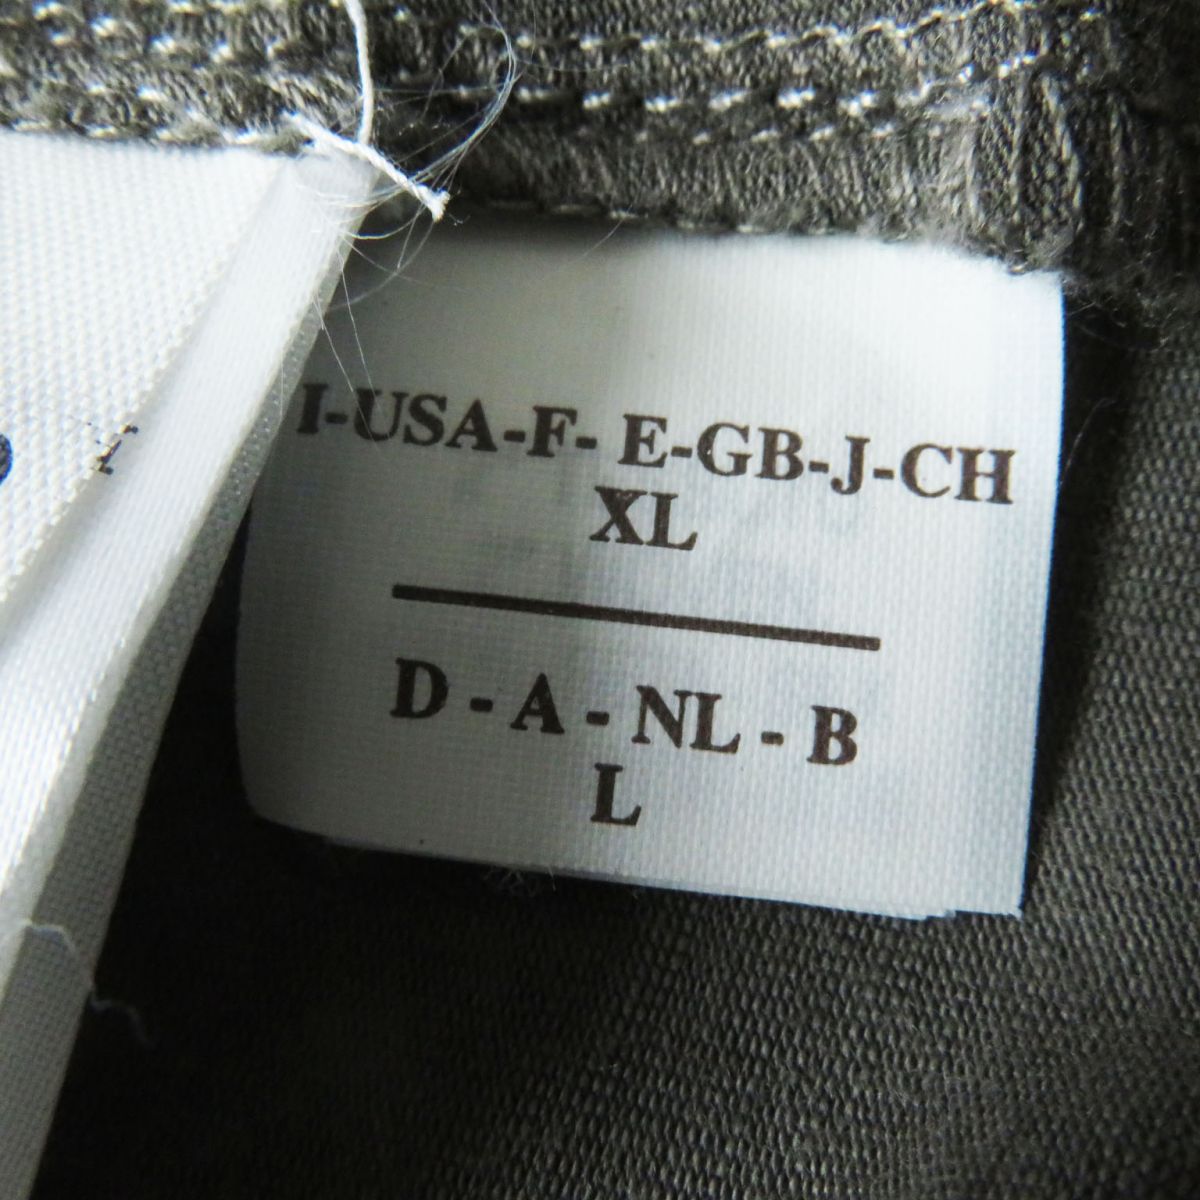 I-USA-F- E-GB-J-CH
XL
D - A - NL - B
L